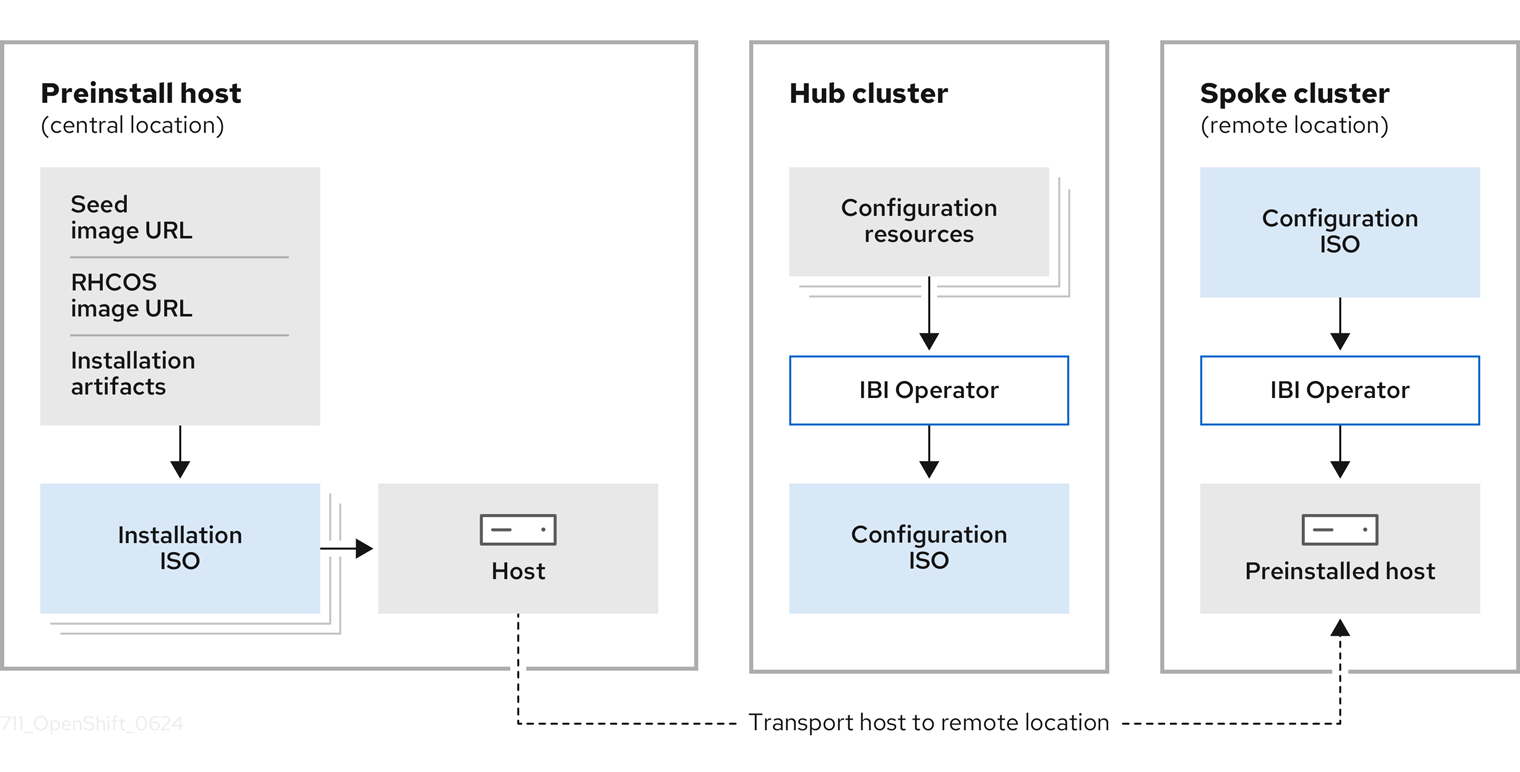 Preinstall host
(central location)
Seed
image URL
RHCOS
image URL
Installation
artifacts
Installation
ISO
Host
Hub cluster
Configuration
resources
IBI Operator
Configuration
ISO
Spoke cluster
(remote location)
Configuration
ISO
IBI Operator
Preinstalled host
Transport host to remote location
711_OpenShift_0624